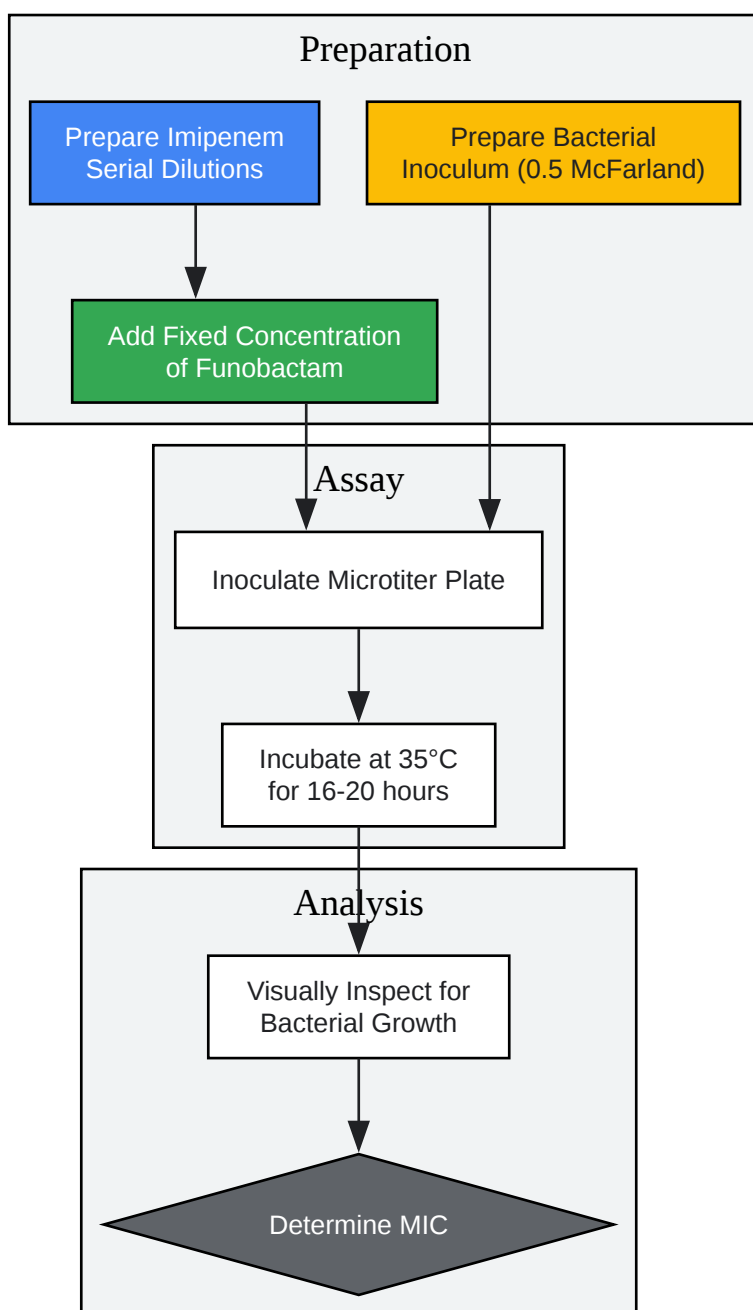 Preparation
Prepare Imipenem
Serial Dilutions
Prepare Bacterial
Inoculum (0.5 McFarland)
Add Fixed Concentration
of Funobactam
Assay
Inoculate Microtiter Plate
Incubate at 35°C
for 16-20 hours
Analysis
Visually Inspect for
Bacterial Growth
Determine MIC